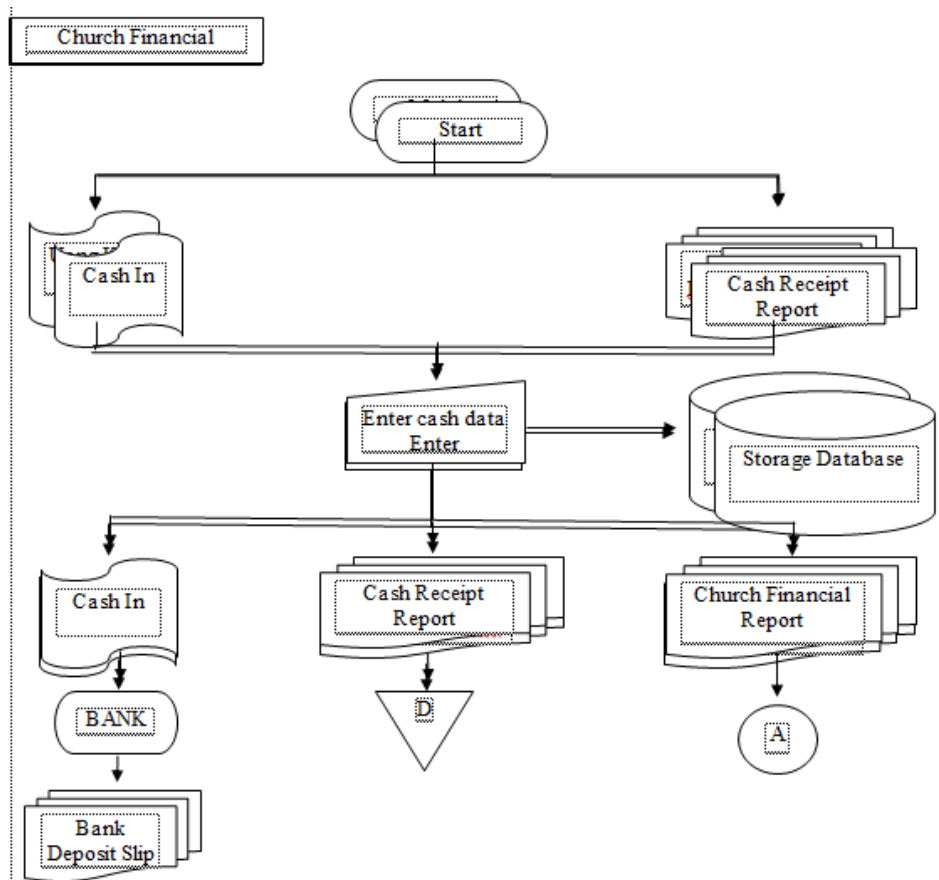 Church Financial
Start
Cash In
Cash Receipt
Report
Enter cash data
Enter
Storage Database
Cash In
Cash Receipt
Report
Church Financial
Report
BANK
D
A
Bank
Deposit Slip